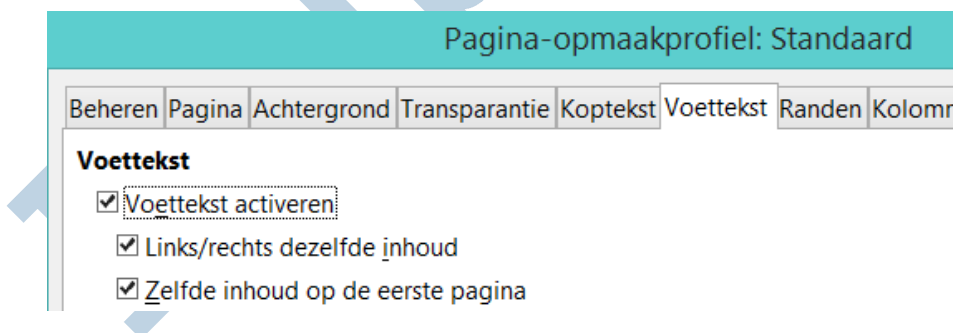 Pagina-opmaakprofiel: Standaard
Beheren Pagina Achtergrond Transparantie Koptekst Voettekst Randen
Voettekst
Voettekst activeren
Links/rechts dezelfde inhoud
Zelfde inhoud op de eerste pagina